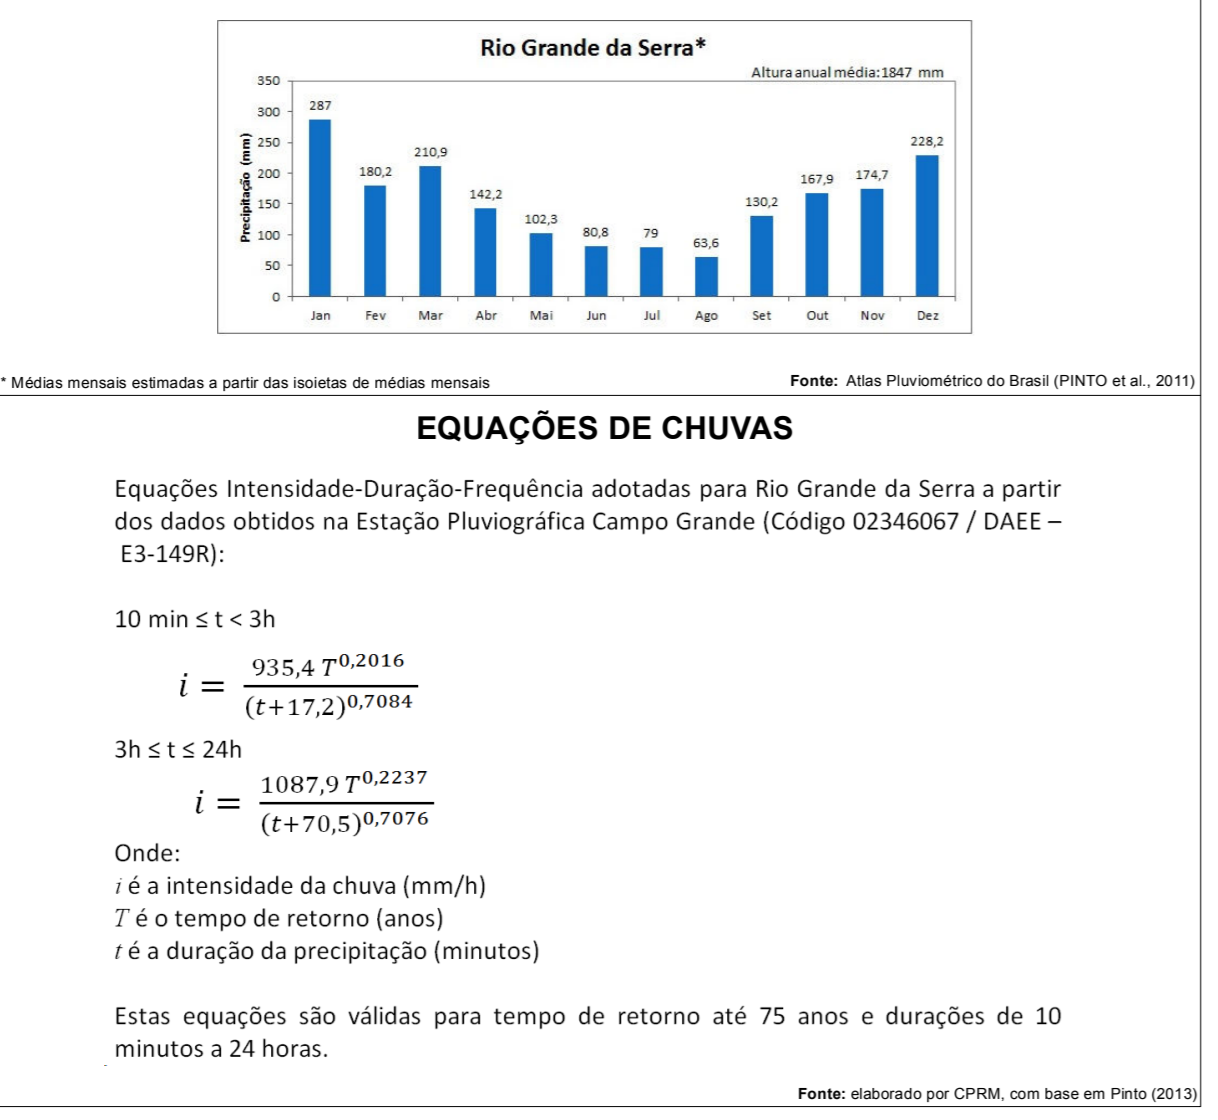 Rio Grande da Serra*
Altura anual média:1847 mm
Precipitação (mm)
350
300
250
200
150
100
50
0
287
180,2
210,9
142,2
102,3
80,8
79
63,6
130,2
167,9
174,7
228,2
Jan Fev Mar Abr Mai Jun Jul Ago Set Out Nov Dez
* Médias mensais estimadas a partir das isoietas de médias mensais
Fonte: Atlas Pluviométrico do Brasil (PINTO et al., 2011)
EQUAÇÕES DE CHUVAS
Equações Intensidade-Duração-Frequência adotadas para Rio Grande da Serra a partir
dos dados obtidos na Estação Pluviográfica Campo Grande (Código 02346067 / DAEE –
E3-149R):
10 min ≤ t < 3h
i = 935,4 T^0,2016 / (t+17,2)^0,7084
3h ≤ t ≤ 24h
i = 1087,9 T^0,2237 / (t+70,5)^0,7076
Onde:
i é a intensidade da chuva (mm/h)
T é o tempo de retorno (anos)
t é a duração da precipitação (minutos)
Estas equações são válidas para tempo de retorno até 75 anos e durações de 10
minutos a 24 horas.
Fonte: elaborado por CPRM, com base em Pinto (2013)